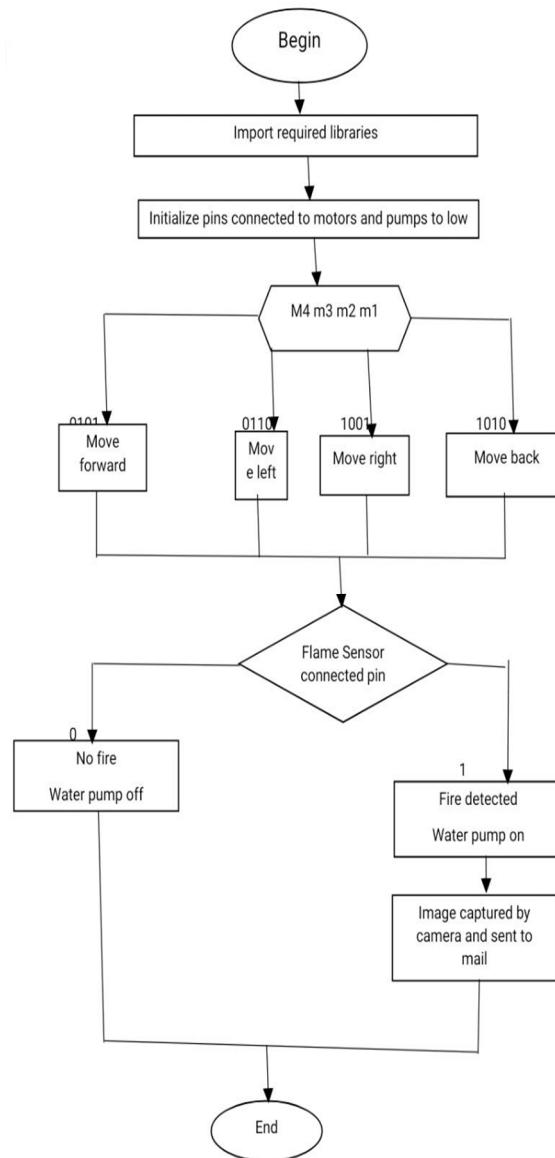 Begin
Import required libraries
Initialize pins connected to motors and pumps to low
M4 m3 m2 m1
0101
Move
forward
0110
Mov
e left
1001
Move right
1010
Move back
Flame Sensor
connected pin
0
No fire
Water pump off
1
Fire detected
Water pump on
Image captured by
camera and sent to
mail
End